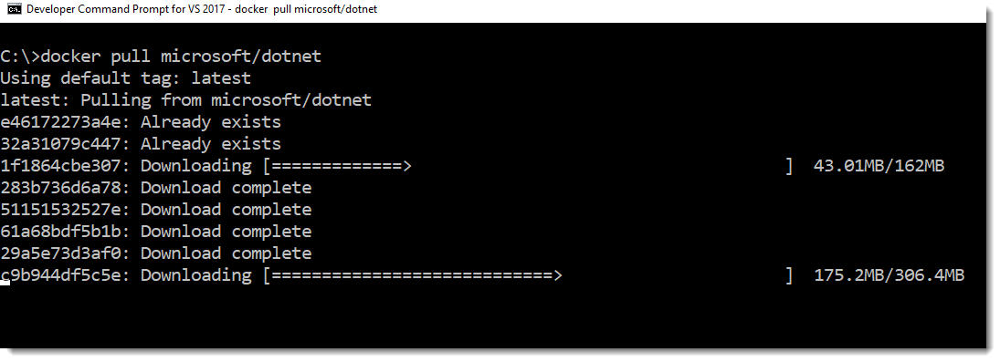 Developer Command Prompt for VS 2017 - docker  pull microsoft/dotnet
C:\>docker pull microsoft/dotnet
Using default tag: latest
latest: Pulling from microsoft/dotnet
e46172273a4e: Already exists
32a31079c447: Already exists
1f1864cbe307: Downloading [=============>                                     ]  43.01MB/162MB
283b736d6a78: Download complete
51151532527e: Download complete
61a68bdf5b1b: Download complete
29a5e73d3af0: Download complete
c9b944df5c5e: Downloading [============================>                      ]  175.2MB/306.4MB